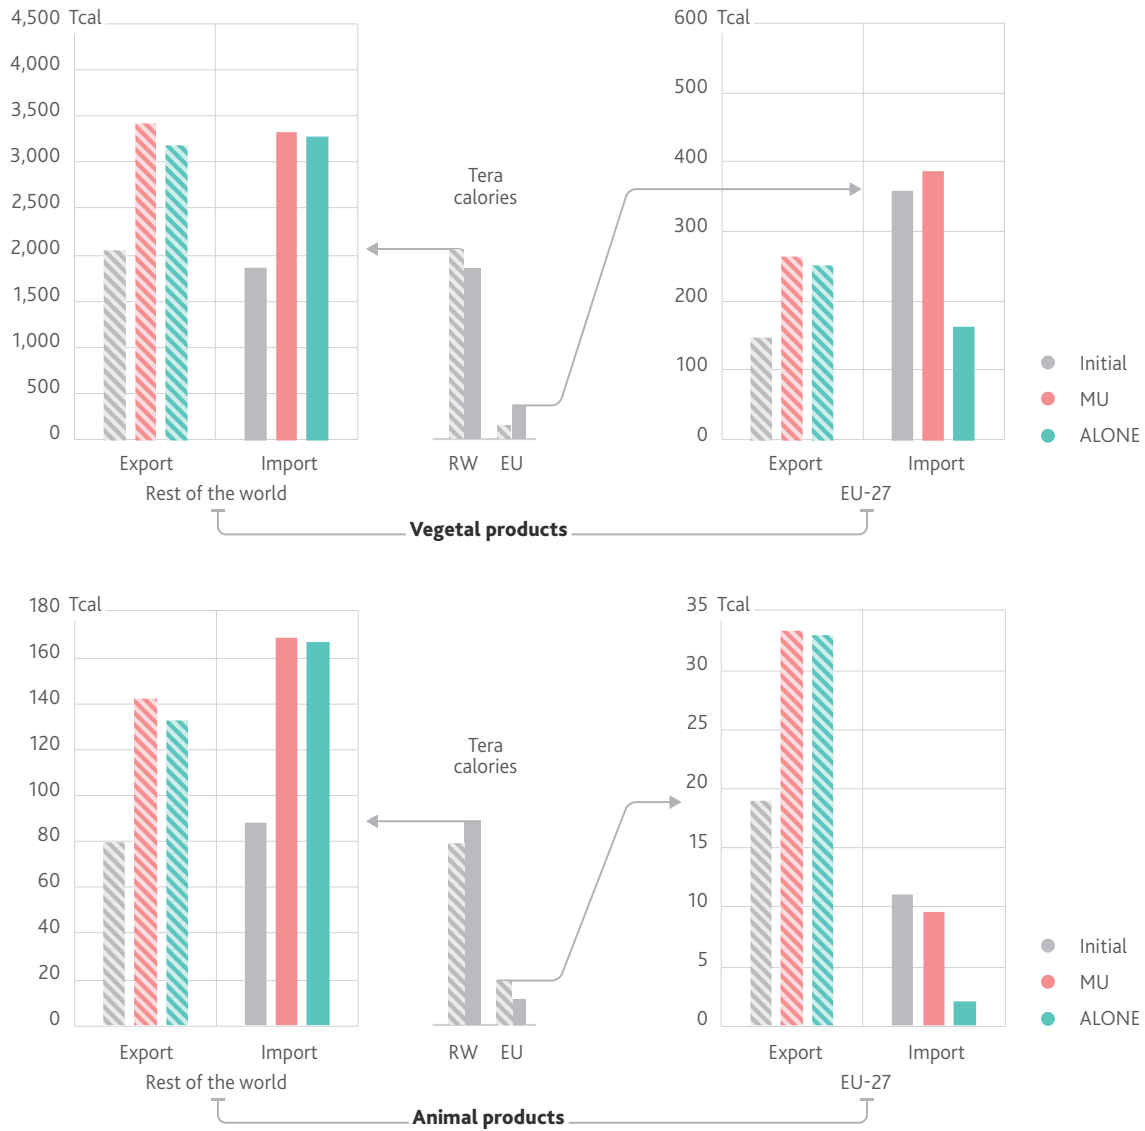 4,500 Tcal
4,000
3,500
3,000
2,500
2,000
1,500
1,000
500
0
Export
Import
Rest of the world
Tera
calories
RW
EU
600 Tcal
500
400
300
200
100
0
Export
Import
EU-27
Initial
MU
ALONE
Vegetal products
180 Tcal
160
140
120
100
80
60
40
20
0
Export
Import
Rest of the world
Tera
calories
RW
EU
35 Tcal
30
25
20
15
10
5
0
Export
Import
EU-27
Initial
MU
ALONE
Animal products